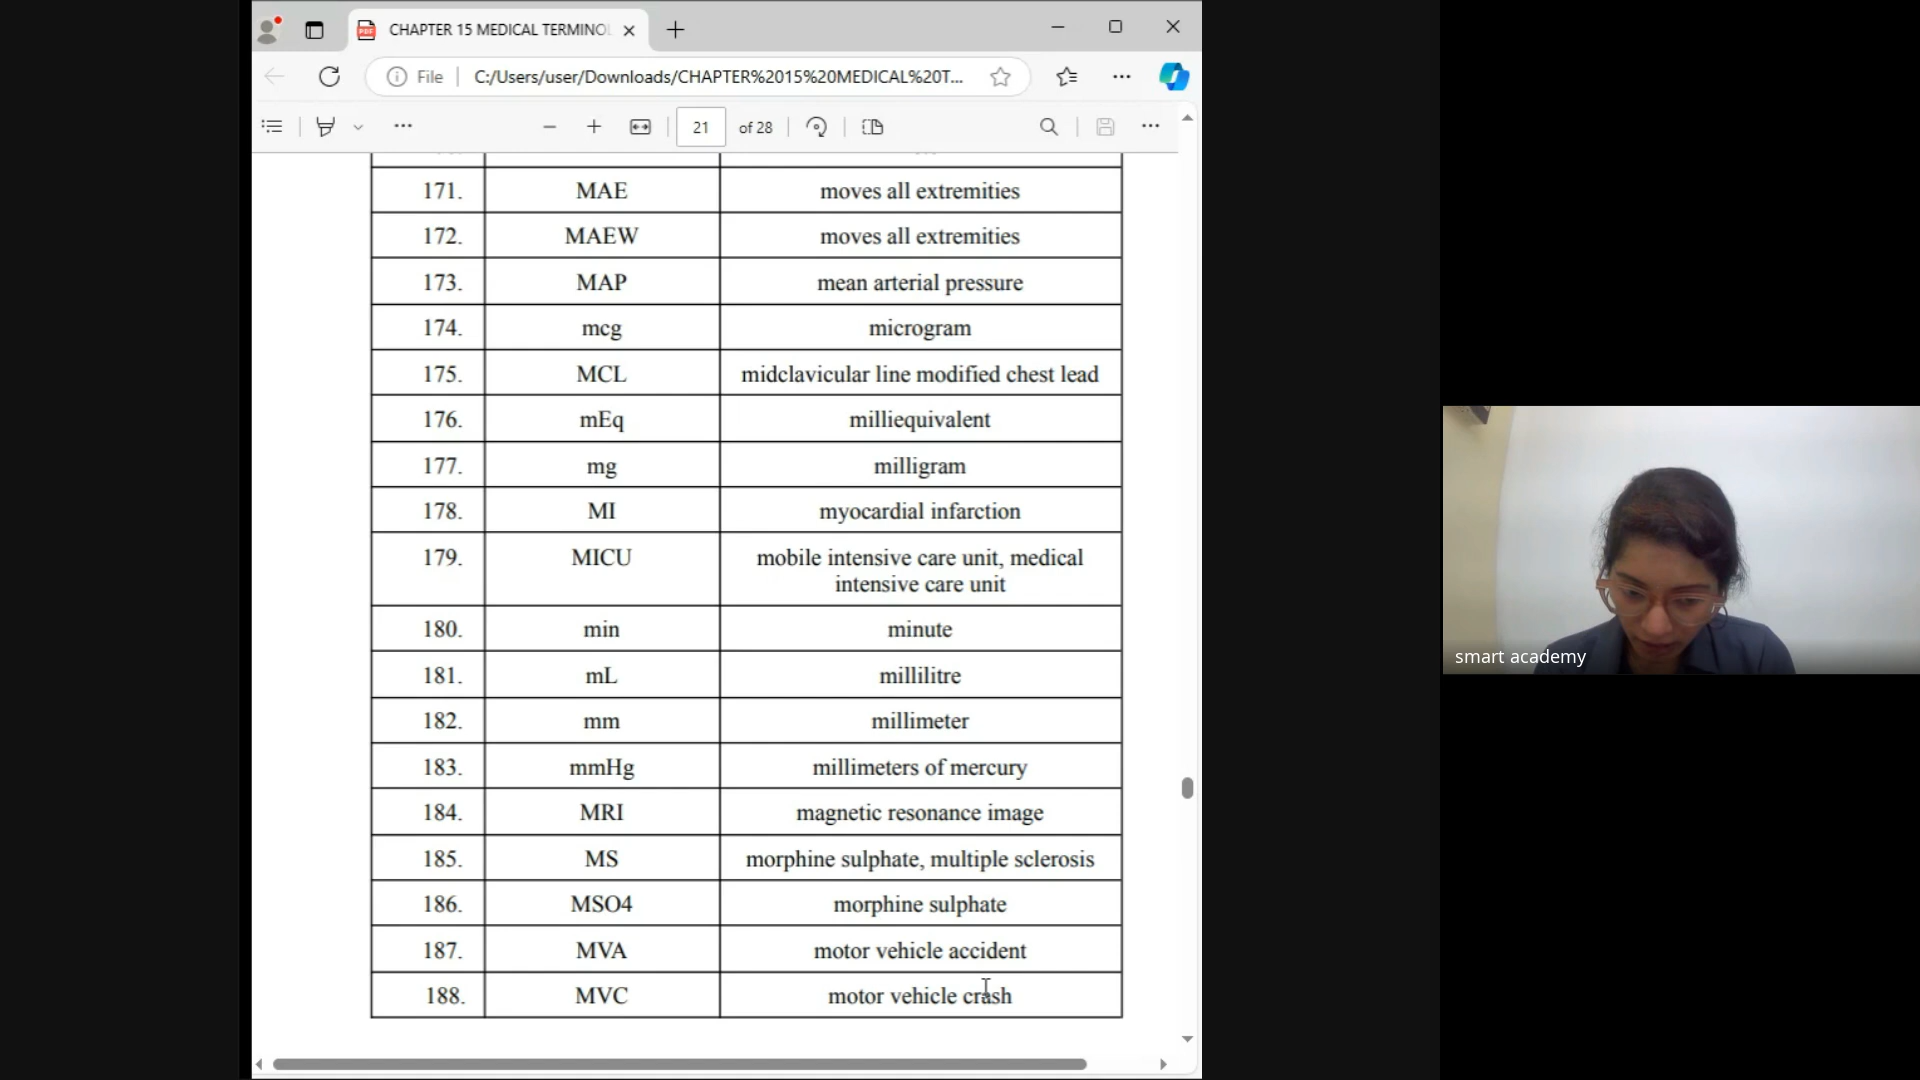 CHAPTER 15 MEDICAL TERMINOL
File C:/Users/user/Downloads/CHAPTER%2015%20MEDICAL%20T...
21 of 28
171. MAE moves all extremities
172. MAEW moves all extremities
173. MAP mean arterial pressure
174. mcg microgram
175. MCL midclavicular line modified chest lead
176. mEq milliequivalent
177. mg milligram
178. MI myocardial infarction
179. MICU mobile intensive care unit, medical
intensive care unit
180. min minute
181. mL millilitre
182. mm millimeter
183. mmHg millimeters of mercury
184. MRI magnetic resonance image
185. MS morphine sulphate, multiple sclerosis
186. MSO4 morphine sulphate
187. MVA motor vehicle accident
188. MVC motor vehicle crash
smart academy